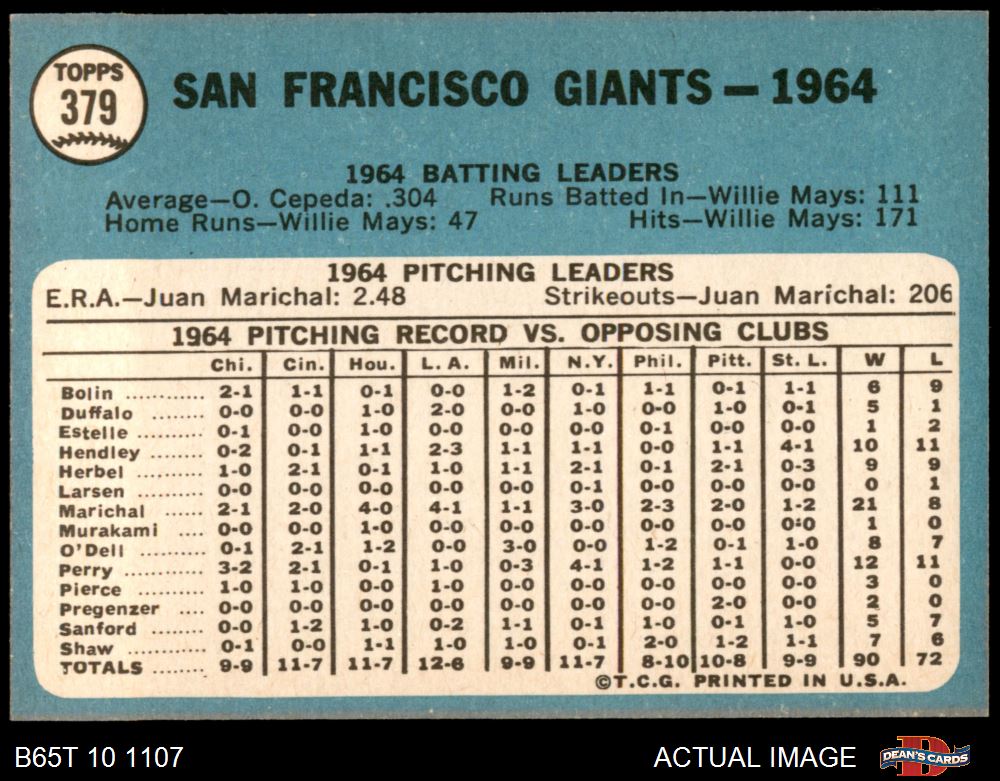 TOPPS
379
SAN FRANCISCO GIANTS — 1964
1964 BATTING LEADERS
Average—O. Cepeda: .304 Runs Batted In—Willie Mays: 111
Home Runs—Willie Mays: 47 Hits—Willie Mays: 171
1964 PITCHING LEADERS
E.R.A.—Juan Marichal: 2.48 Strikeouts—Juan Marichal: 206
1964 PITCHING RECORD VS. OPPOSING CLUBS
Chi. Cin. Hou. L. A. Mil. N.Y. Phil. Pitt. St. L. W L
Bolin ............ 2-1 1-1 0-1 0-0 1-2 0-1 1-1 0-1 1-1 6 9
Duffalo .......... 0-0 0-0 1-0 2-0 0-0 1-0 0-0 1-0 0-1 5 1
Estelle .......... 0-1 0-0 1-0 0-0 0-0 0-0 0-1 0-0 0-0 1 2
Hendley .......... 0-2 0-1 1-1 2-3 1-1 1-1 0-0 1-1 4-1 10 11
Herbel ........... 1-0 2-1 0-1 1-0 1-1 2-1 0-1 2-1 0-3 9 9
Larsen .......... 0-0 0-0 0-0 0-0 0-0 0-1 0-0 0-0 0-0 0 1
Marichal ...... 2-1 2-0 4-0 4-1 1-1 3-0 2-3 2-0 1-2 21 8
Murakami .... 0-0 0-0 1-0 0-0 0-0 0-0 0-0 0-0 0-0 1 0
O'Dell .......... 0-1 2-1 1-2 0-0 3-0 0-0 1-2 0-1 1-0 8 7
Perry ............ 3-2 2-1 0-1 1-0 0-3 4-1 1-2 1-1 0-0 12 11
Pierce .......... 1-0 1-0 0-0 1-0 0-0 0-0 0-0 0-0 0-0 3 0
Pregenzer .... 0-0 0-0 0-0 0-0 0-0 0-0 0-0 2-0 0-0 2 0
Sanford ........ 0-0 1-2 1-0 0-2 1-1 0-1 1-0 0-1 1-0 5 7
Shaw ............ 0-1 0-0 1-1 1-0 1-0 0-1 2-0 1-2 1-1 7 6
TOTALS ........ 9-9 11-7 11-7 12-6 9-9 11-7 8-10 10-8 9-9 90 72
©T.C.G. PRINTED IN U.S.A.
B65T 10 1107 ACTUAL IMAGE DEAN'S CARDS